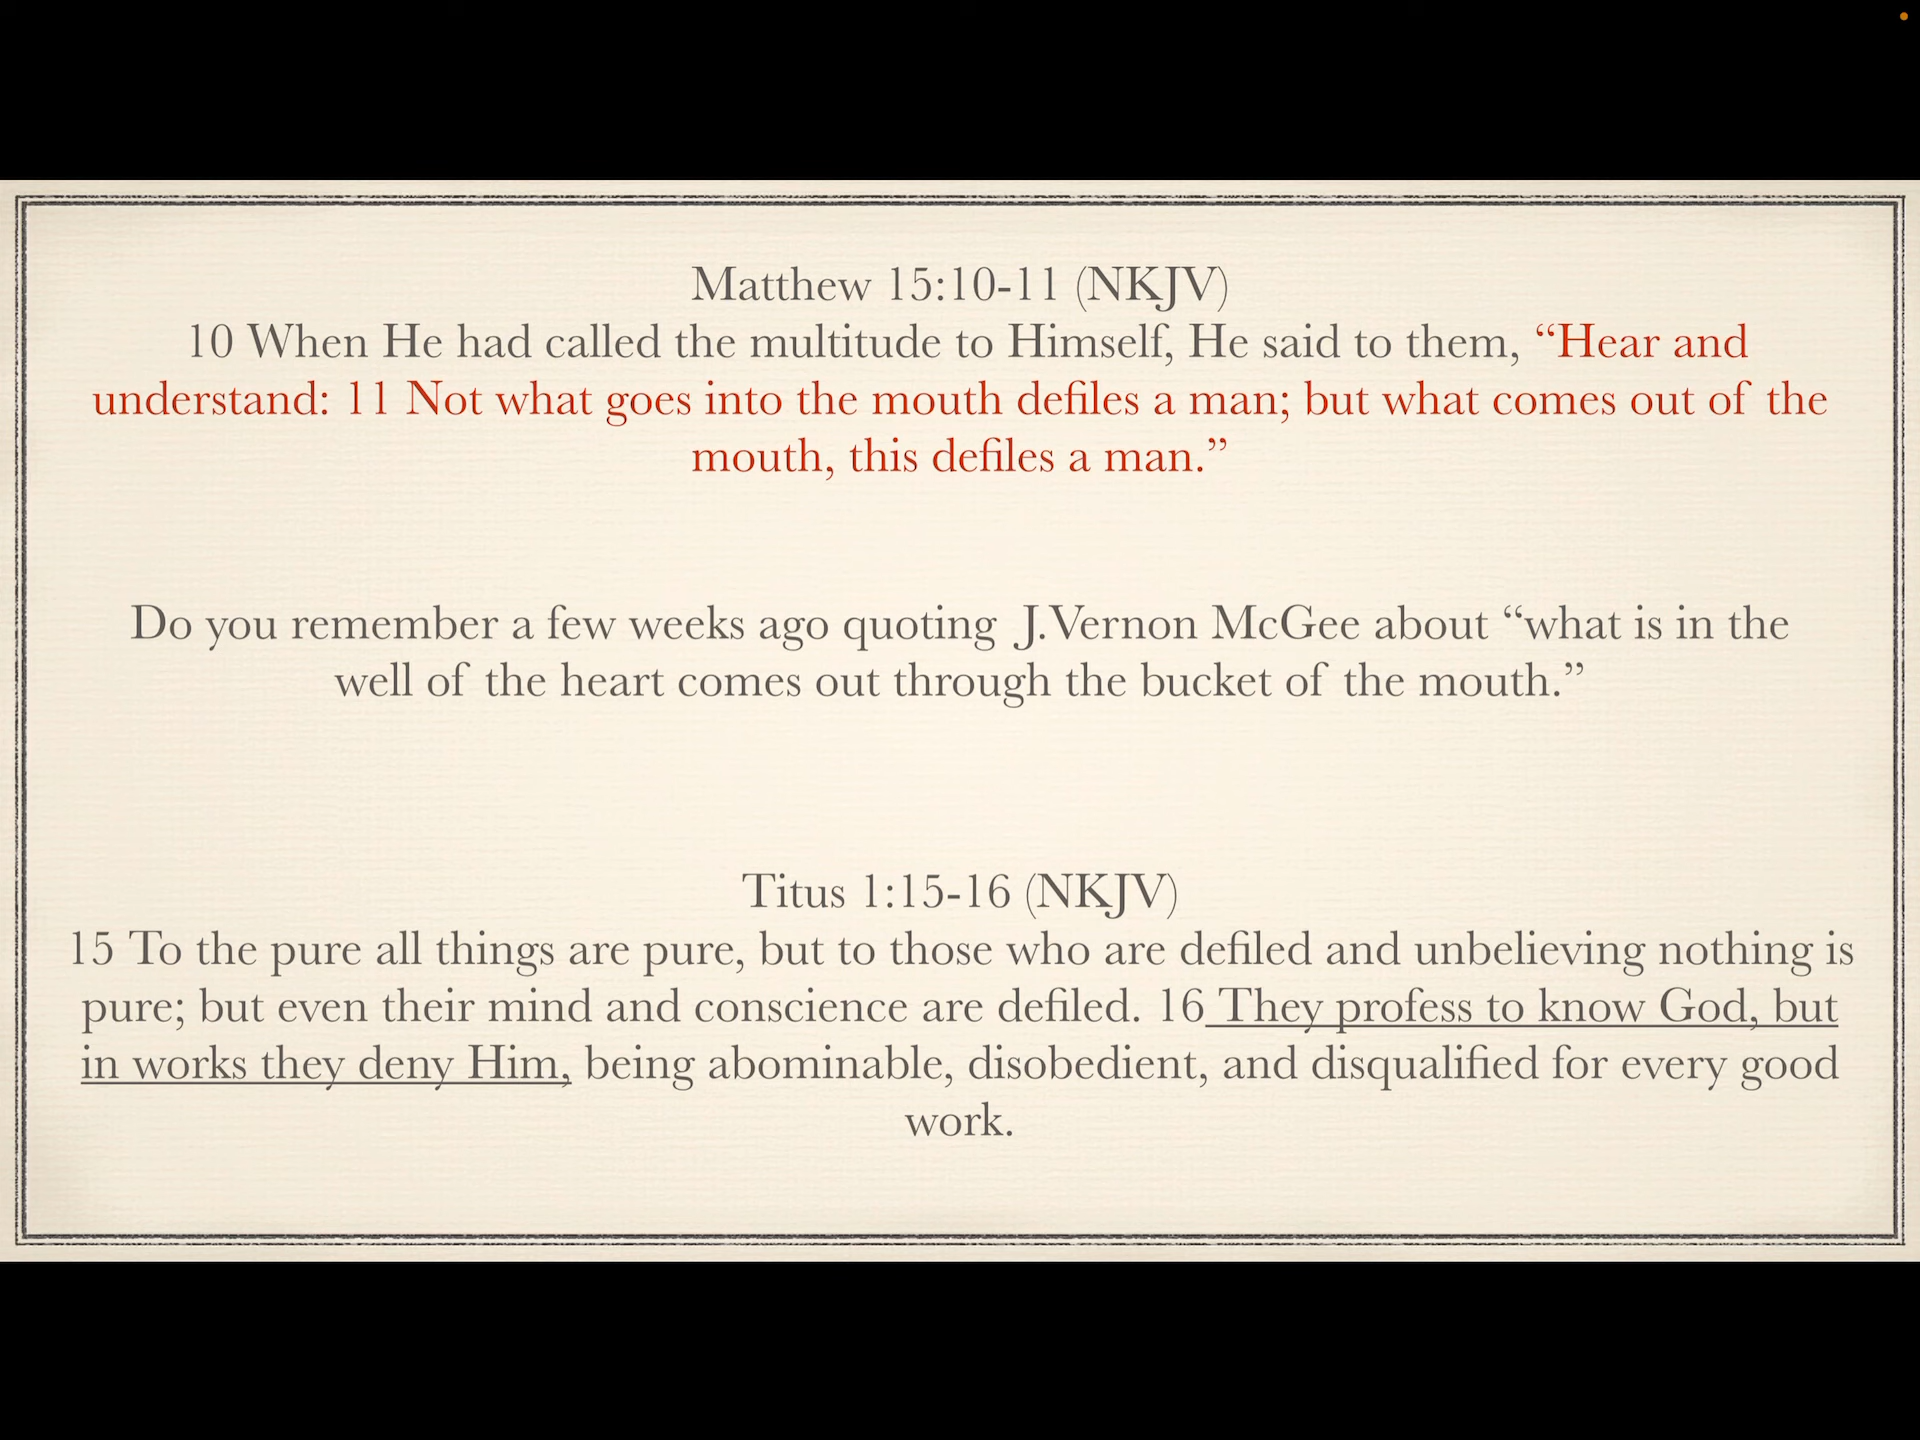 Matthew 15:10-11 (NKJV)
10 When He had called the multitude to Himself, He said to them, “Hear and
understand: 11 Not what goes into the mouth defiles a man; but what comes out of the
mouth, this defiles a man.”
Do you remember a few weeks ago quoting J.Vernon McGee about “what is in the
well of the heart comes out through the bucket of the mouth.”
Titus 1:15-16 (NKJV)
15 To the pure all things are pure, but to those who are defiled and unbelieving nothing is
pure; but even their mind and conscience are defiled. 16 They profess to know God, but
in works they deny Him, being abominable, disobedient, and disqualified for every good
work.